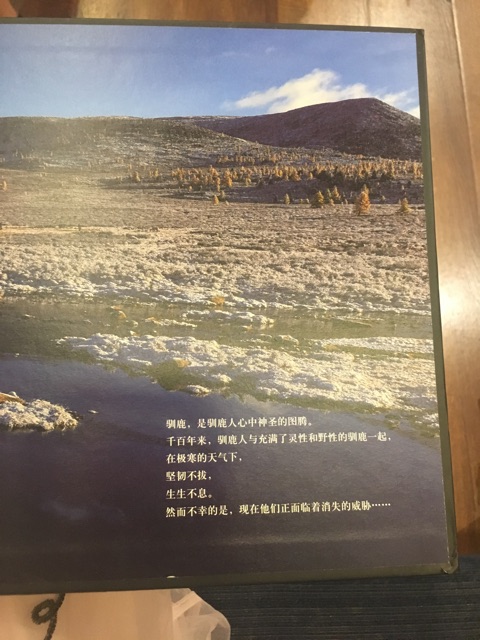 驯鹿，是驯鹿人心中神圣的图腾。
千百年来，驯鹿人与充满了灵性和野性的驯鹿一起，
在极寒的天气下，
坚韧不拔，
生生不息。
然而不幸的是，现在他们正面临着消失的威胁……